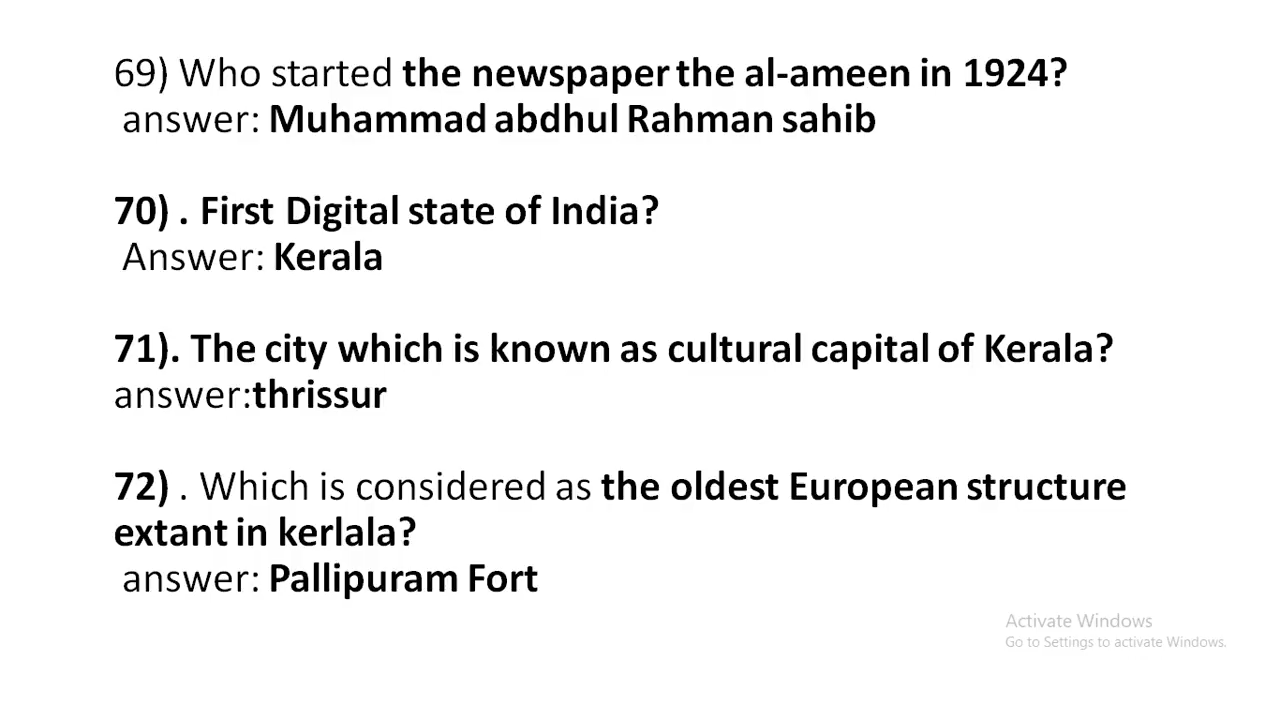 69) Who started the newspaper the al-ameen in 1924?
answer: Muhammad abdhul Rahman sahib
70) . First Digital state of India?
Answer: Kerala
71). The city which is known as cultural capital of Kerala?
answer:thrissur
72) . Which is considered as the oldest European structure
extant in kerlala?
answer: Pallipuram Fort
Activate Windows
Go to Settings to activate Windows.